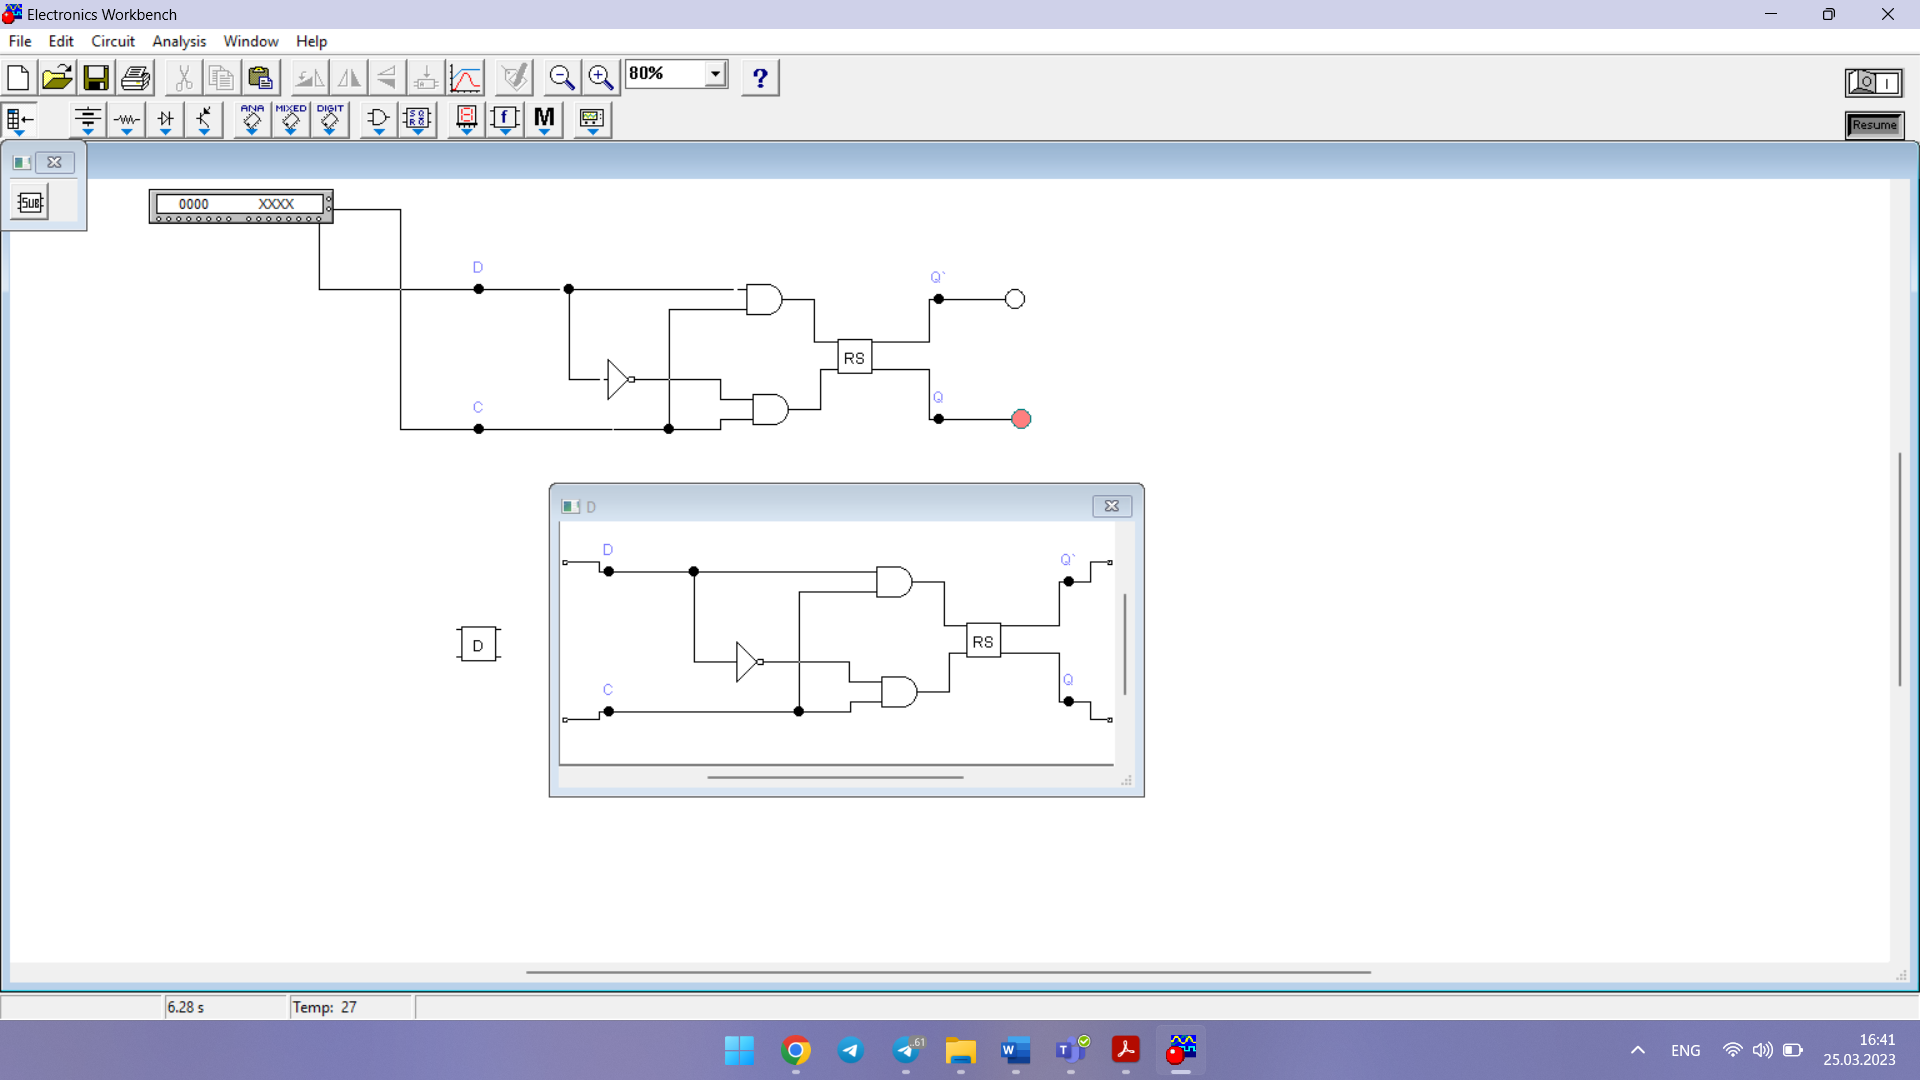 Electronics Workbench
File Edit Circuit Analysis Window Help
80%
?
ANA MIXED DIGIT
f M
Resume
SUB
0000 XXXX
D
Q`
RS
C
Q
D
D
Q`
D
RS
C
Q
6.28 s
Temp: 27
..61
ENG
16:41
25.03.2023